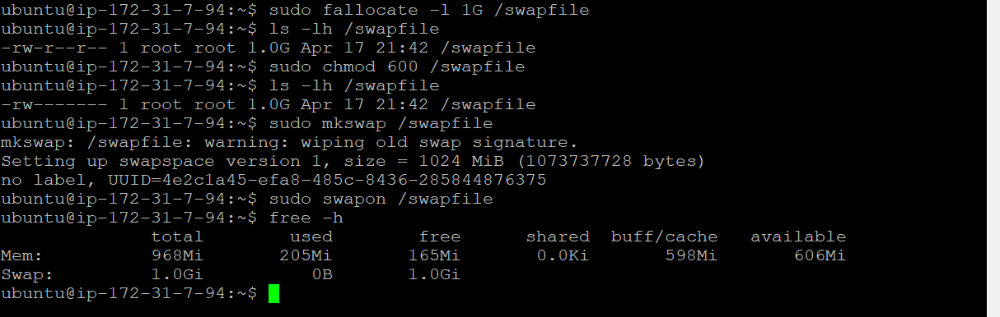 ubuntu@ip-172-31-7-94:~$ sudo fallocate -l 1G /swapfile
ubuntu@ip-172-31-7-94:~$ ls -lh /swapfile
-rw-r--r-- 1 root root 1.0G Apr 17 21:42 /swapfile
ubuntu@ip-172-31-7-94:~$ sudo chmod 600 /swapfile
ubuntu@ip-172-31-7-94:~$ ls -lh /swapfile
-rw------- 1 root root 1.0G Apr 17 21:42 /swapfile
ubuntu@ip-172-31-7-94:~$ sudo mkswap /swapfile
mkswap: /swapfile: warning: wiping old swap signature.
Setting up swapspace version 1, size = 1024 MiB (1073737728 bytes)
no label, UUID=4e2c1a45-efa8-485c-8436-285844876375
ubuntu@ip-172-31-7-94:~$ sudo swapon /swapfile
ubuntu@ip-172-31-7-94:~$ free -h
              total        used        free      shared  buff/cache   available
Mem:          968Mi       205Mi       165Mi       0.0Ki       598Mi       606Mi
Swap:         1.0Gi          0B       1.0Gi
ubuntu@ip-172-31-7-94:~$